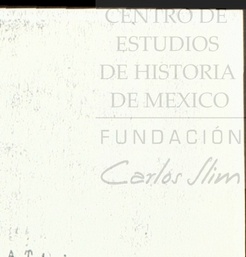 CENTRO DE
ESTUDIOS
DE HISTORIA
DE MEXICO
FUNDACIÓN
Carlos Slim